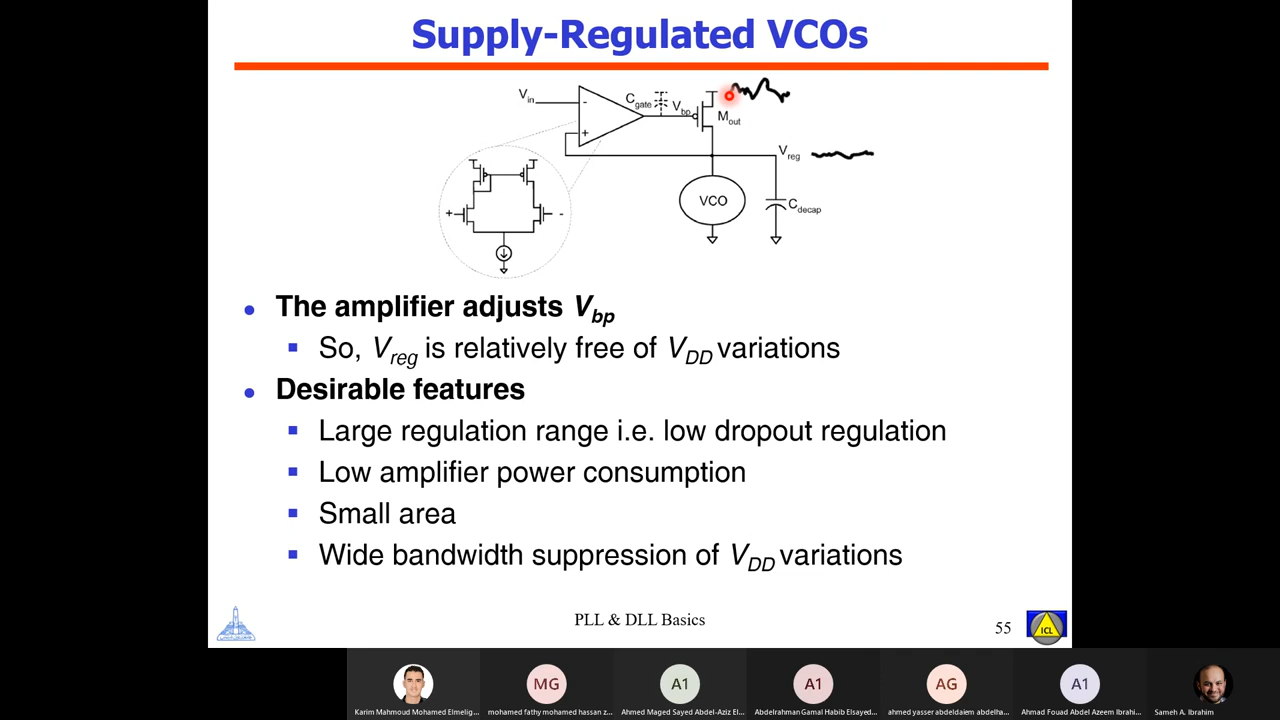 Supply-Regulated VCOs
Vin
-
+
Cgate
Vbp
Mout
Vreg
VCO
Cdecap
+
-
• The amplifier adjusts Vbp
▪ So, Vreg is relatively free of VDD variations
• Desirable features
▪ Large regulation range i.e. low dropout regulation
▪ Low amplifier power consumption
▪ Small area
▪ Wide bandwidth suppression of VDD variations
PLL & DLL Basics
55
ICL
MG
A1
A1
AG
A1
Karim Mahmoud Mohamed Elmelig...
mohamed fathy mohamed hassan z...
Ahmed Maged Sayed Abdel-Aziz El...
Abdelrahman Gamal Habib Elsayed...
ahmed yasser abdeldaiem abdelha...
Ahmad Fouad Abdel Azeem Ibrahi...
Sameh A. Ibrahim